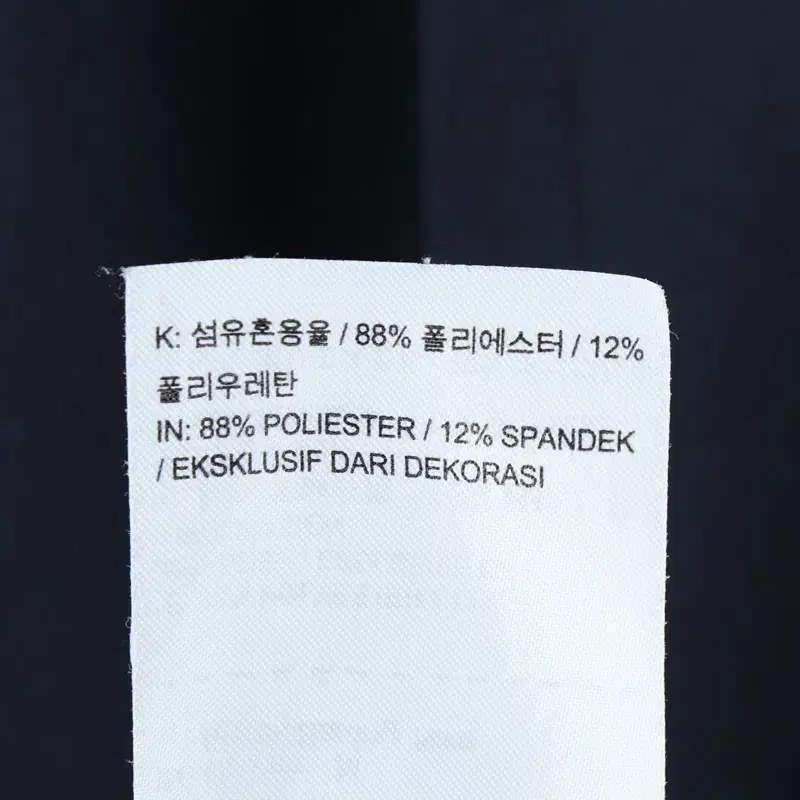 K: 섬유혼용율 / 88% 폴리에스터 / 12%
폴리우레탄
IN: 88% POLIESTER / 12% SPANDEK
/ EKSKLUSIF DARI DEKORASI